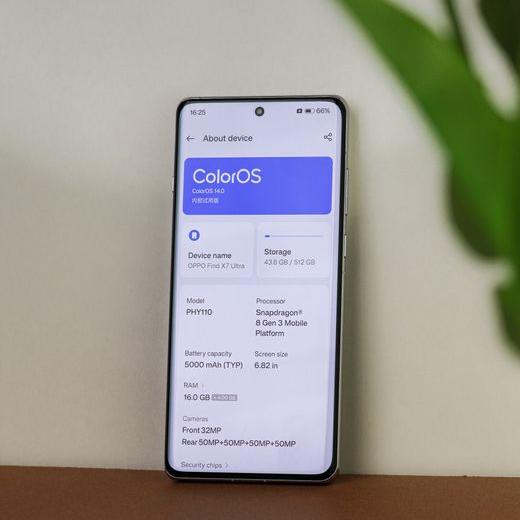 16:25
66%
← About device
ColorOS
ColorOS 14.0
内部试用版
Device name
OPPO Find X7 Ultra
Storage
43.6 GB / 512 GB
Model
PHY110
Processor
Snapdragon®
8 Gen 3 Mobile
Platform
Battery capacity
5000 mAh (TYP)
Screen size
6.82 in
RAM
16.0 GB
Cameras
Front 32MP
Rear 50MP+50MP+50MP+50MP
Security chips >